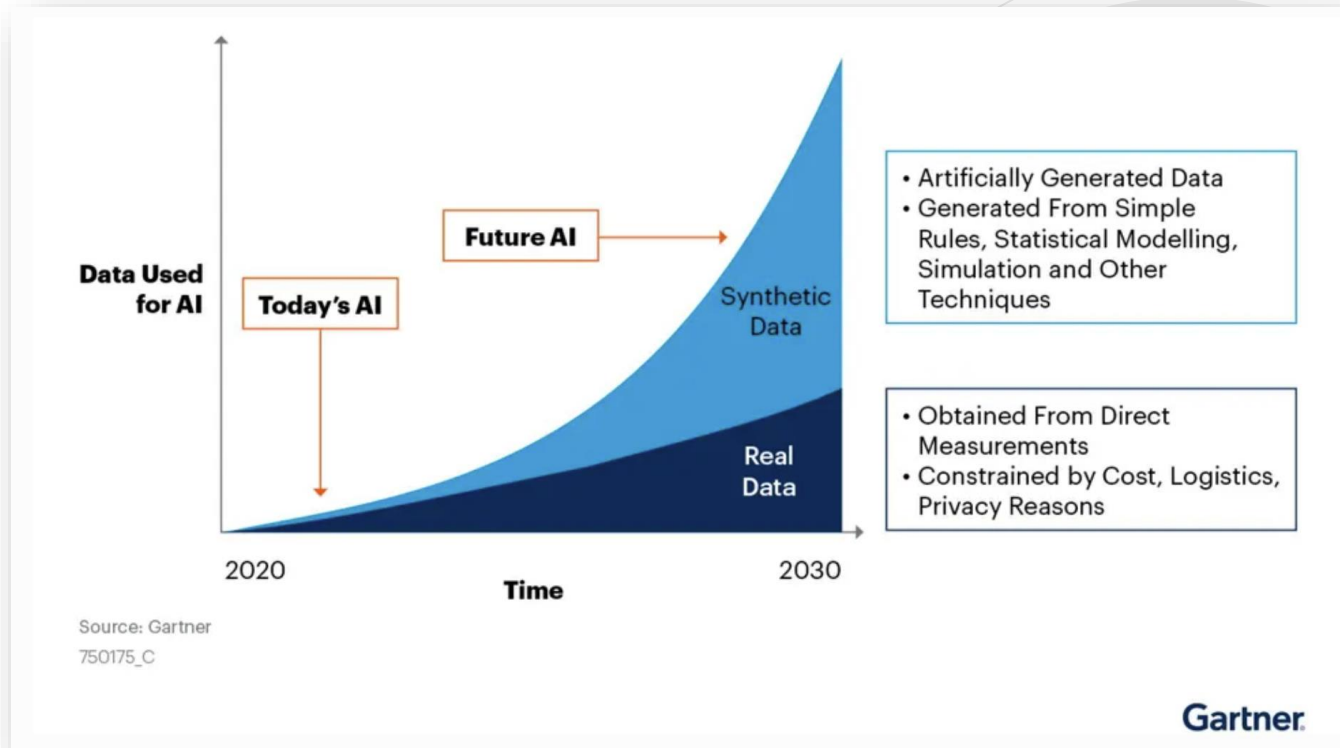 Data Used
for AI
Today's AI
Future AI
Synthetic
Data
Real
Data
• Artificially Generated Data
• Generated From Simple
Rules, Statistical Modelling,
Simulation and Other
Techniques
• Obtained From Direct
Measurements
• Constrained by Cost, Logistics,
Privacy Reasons
2020
2030
Time
Source: Gartner
750175_C
Gartner.